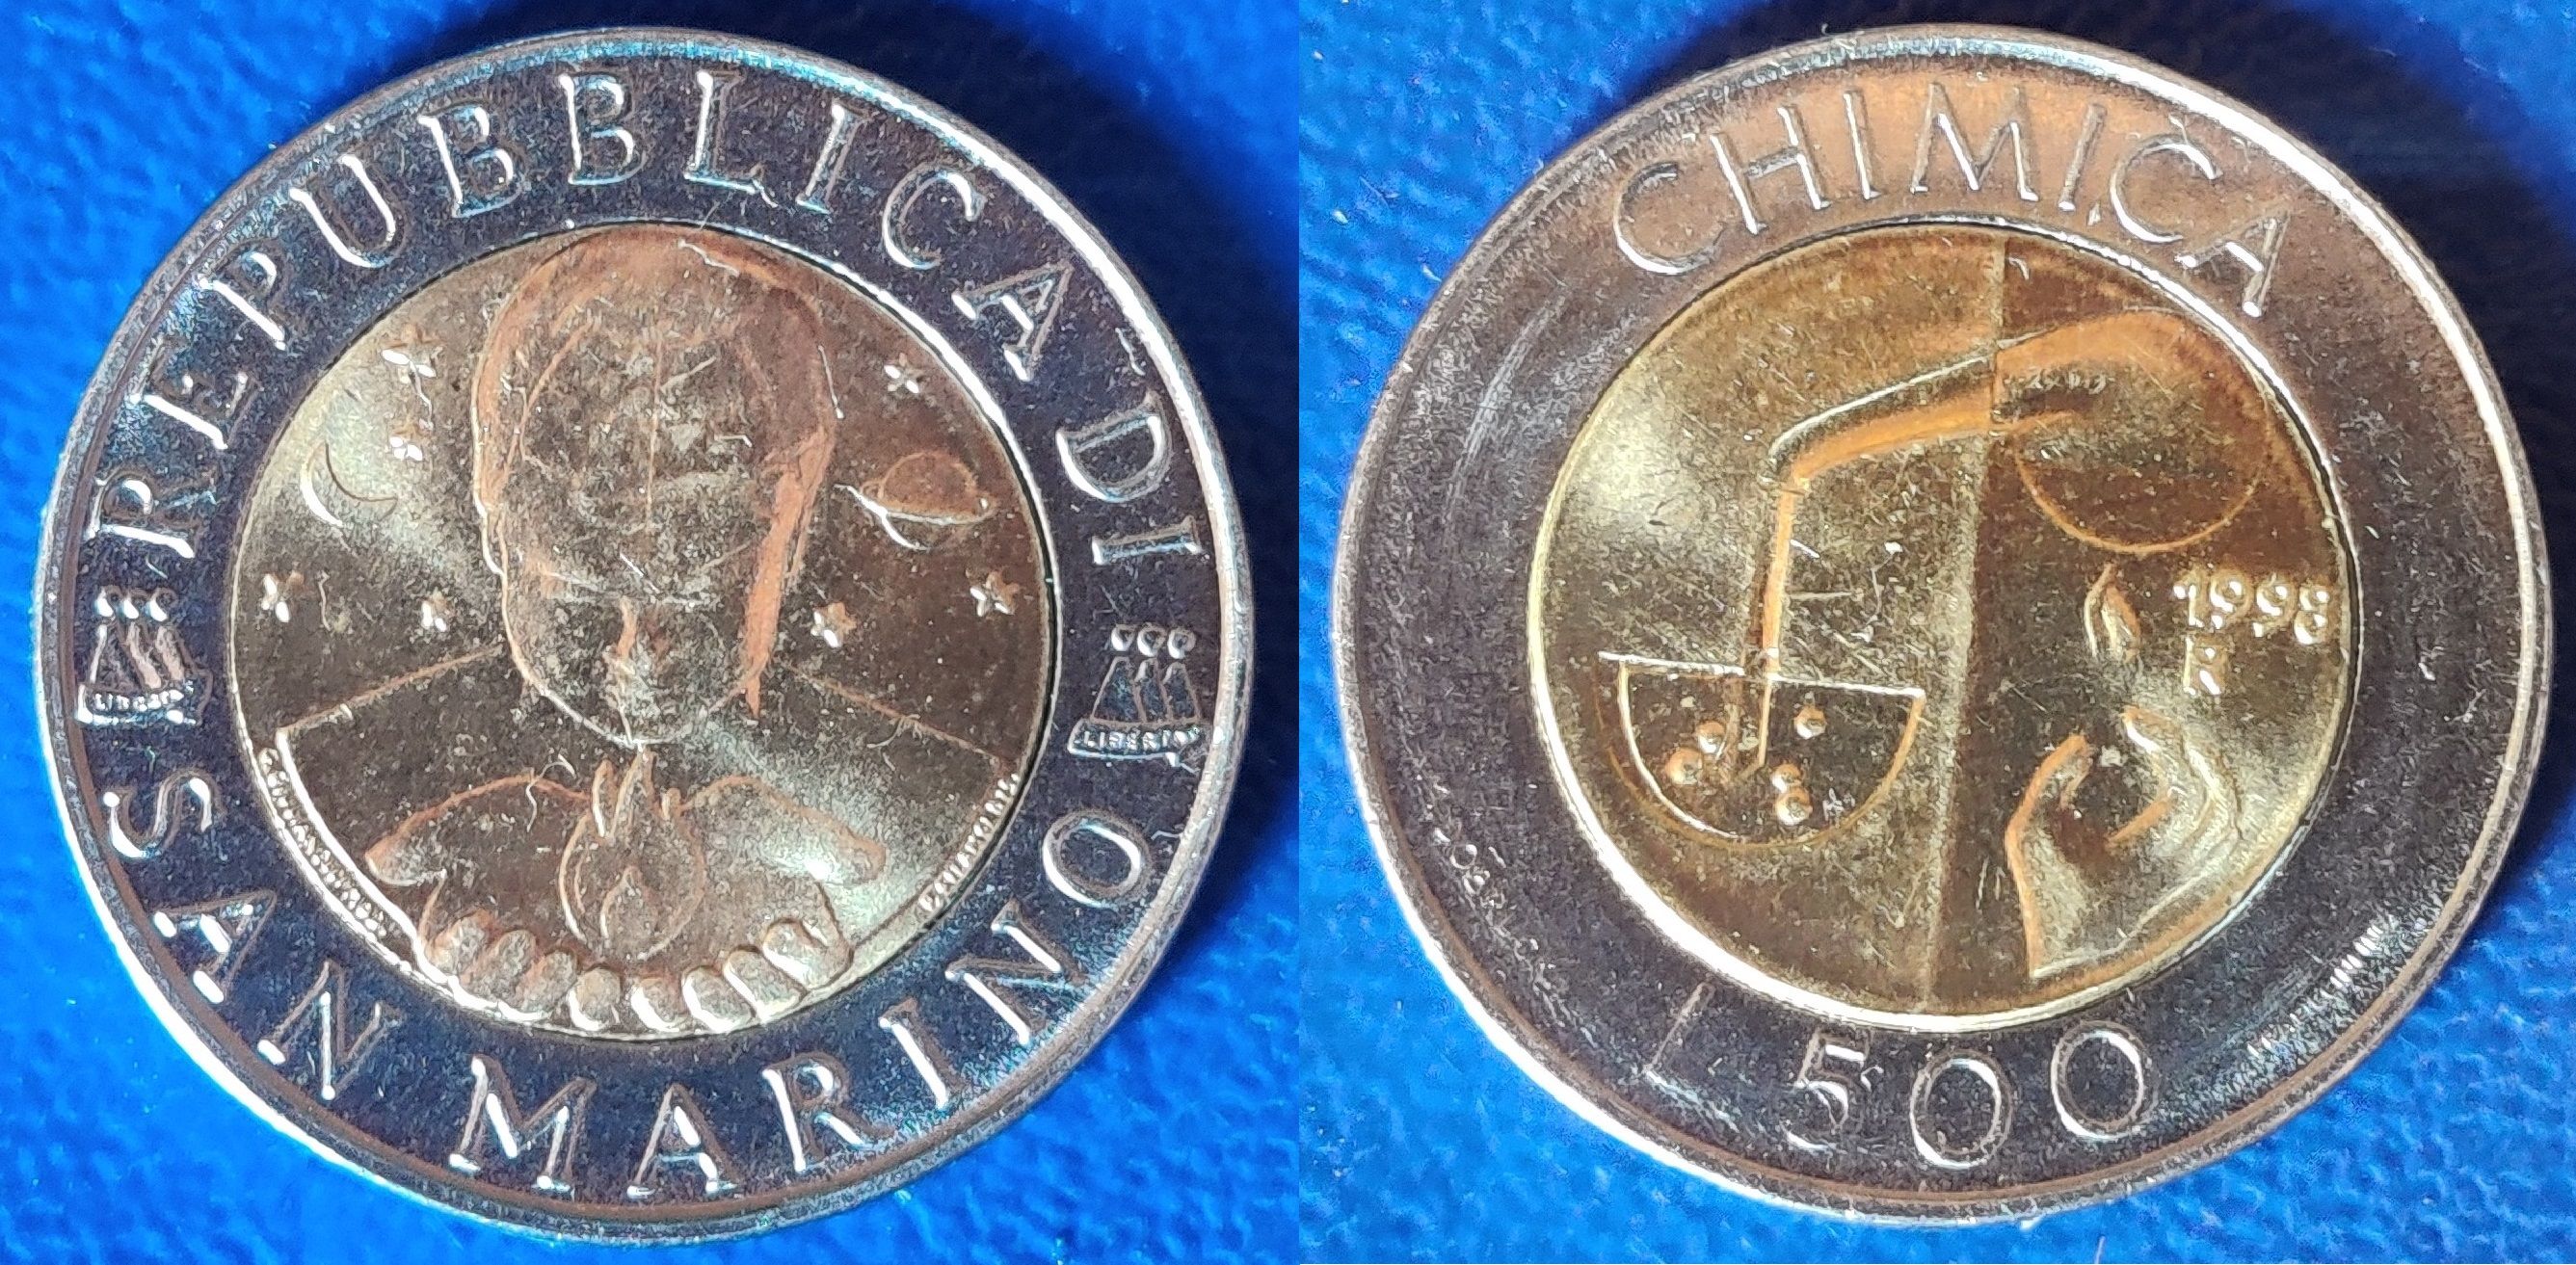 REPUBBLICA DI
SAN MARINO
LIBERTAS
LIBERTAS
CHIMICA
1998
R
L 500